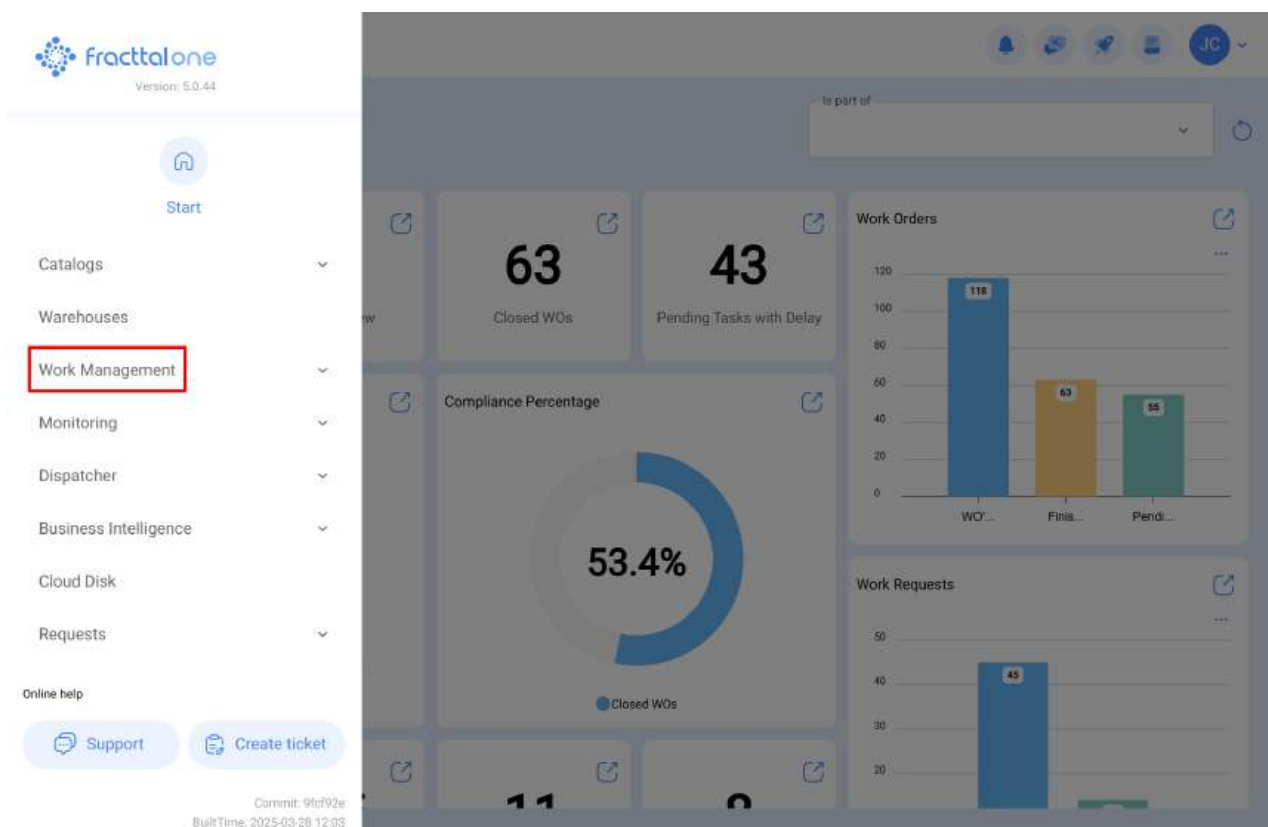 fracttalone
Version: 5.0.44
Start
Catalogs
Warehouses
Work Management
Monitoring
Dispatcher
Business Intelligence
Cloud Disk
Requests
Online help
Support
Create ticket
Commit: 9fcf92e
BuiltTime: 2025-03-28 12:03
JC
Is part of
63
Closed WOs
43
Pending Tasks with Delay
Work Orders
...
120
100
80
60
40
20
0
118
63
55
WO'...
Finis...
Pendi...
Compliance Percentage
53.4%
Closed WOs
Work Requests
...
50
40
30
20
45
11